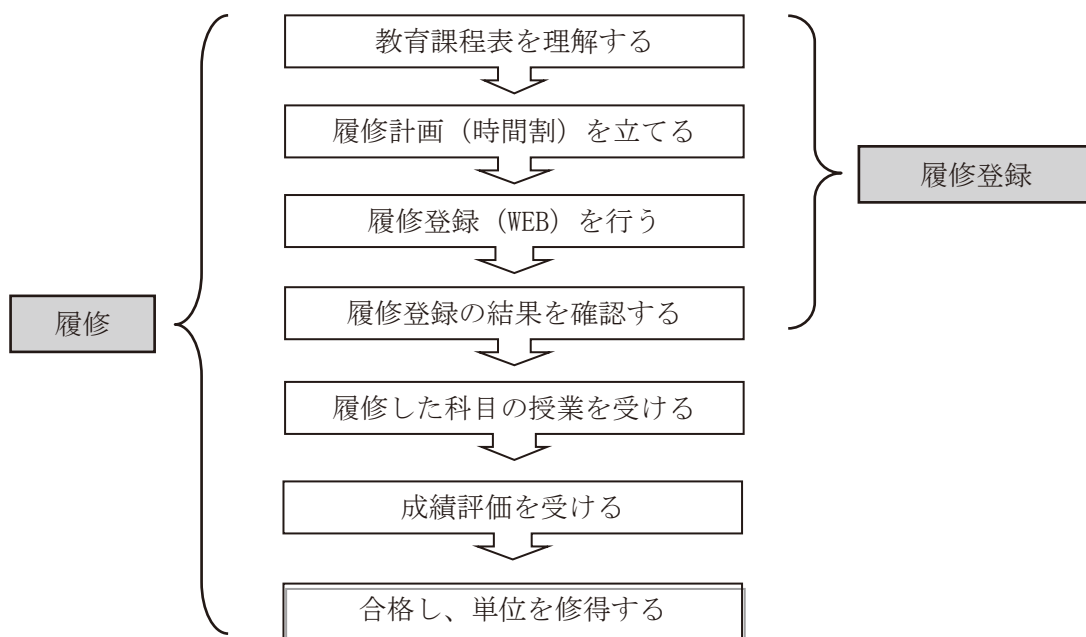 教育課程表を理解する
履修計画（時間割）を立てる
履修登録
履修登録（WEB）を行う
履修
履修登録の結果を確認する
履修した科目の授業を受ける
成績評価を受ける
合格し、単位を修得する